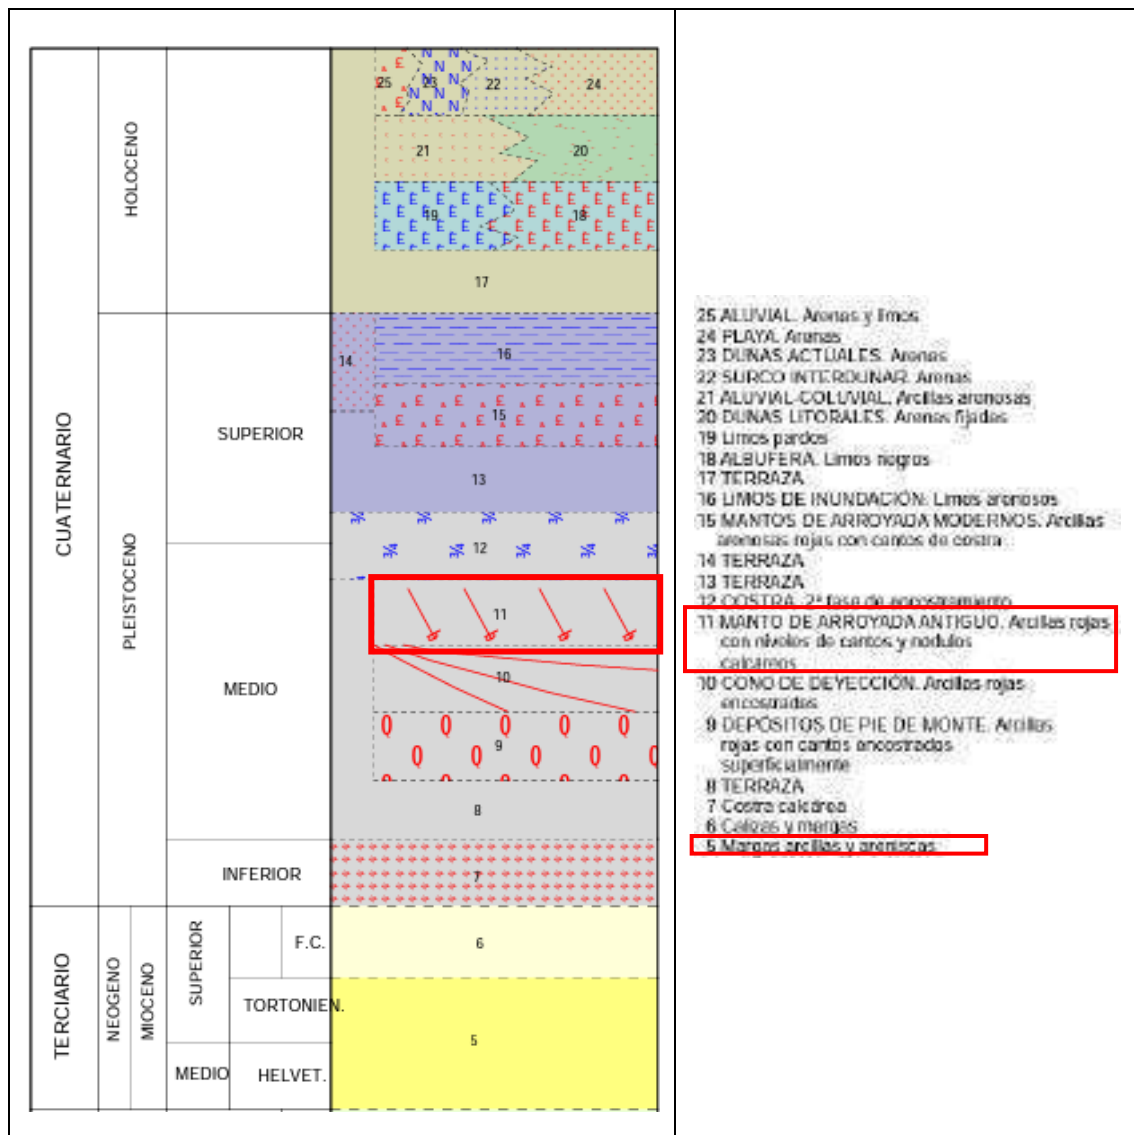 CUATERNARIO
HOLOCENO
PLEISTOCENO
SUPERIOR
MEDIO
INFERIOR
TERCIARIO
NEOGENO
MIOCENO
SUPERIOR
F.C.
TORTONIEN.
MEDIO
HELVET.
25
23
22
24
21
20
19
18
17
14
16
15
13
12
11
10
9
8
7
6
5
25 ALUVIAL. Arenas y limos
24 PLAYA. Arenas
23 DUNAS ACTUALES. Arenas
22 SURCO INTERDUNAR. Arenas
21 ALUVIAL-COLUVIAL. Arcillas arenosas
20 DUNAS LITORALES. Arenas fijadas
19 Limos pardos
18 ALBUFERA. Limos negros
17 TERRAZA
16 LIMOS DE INUNDACIÓN. Limos arenosos
15 MANTOS DE ARROYADA MODERNOS. Arcillas
arenosas rojas con cantos de costra
14 TERRAZA
13 TERRAZA
12 COSTRA. 2ª fase de encostramiento
11 MANTO DE ARROYADA ANTIGUO. Arcillas rojas
con niveles de cantos y nodulos
calcareos
10 CONO DE DEYECCIÓN. Arcillas rojas
encostradas
9 DEPOSITOS DE PIE DE MONTE. Arcillas
rojas con cantos encostrados
superficialmente
8 TERRAZA
7 Costra calcárea
6 Calizas y margas
5 Margas arcillas y areniscas